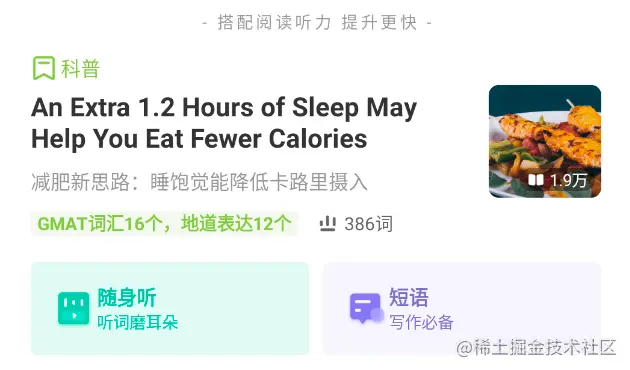 - 搭配阅读听力 提升更快 -
科普
An Extra 1.2 Hours of Sleep May
Help You Eat Fewer Calories
减肥新思路：睡饱觉能降低卡路里摄入
1.9万
GMAT词汇16个，地道表达12个
386词
随身听
听词磨耳朵
短语
写作必备
@稀土掘金技术社区